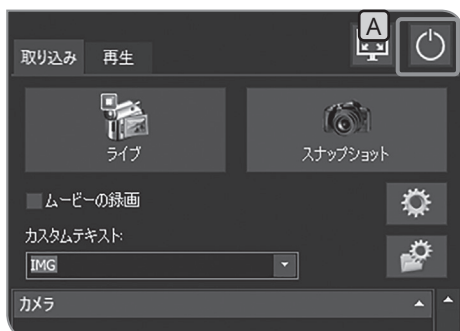 A
取り込み 再生
ライブ スナップショット
ムービーの録画
カスタムテキスト:
IMG
カメラ